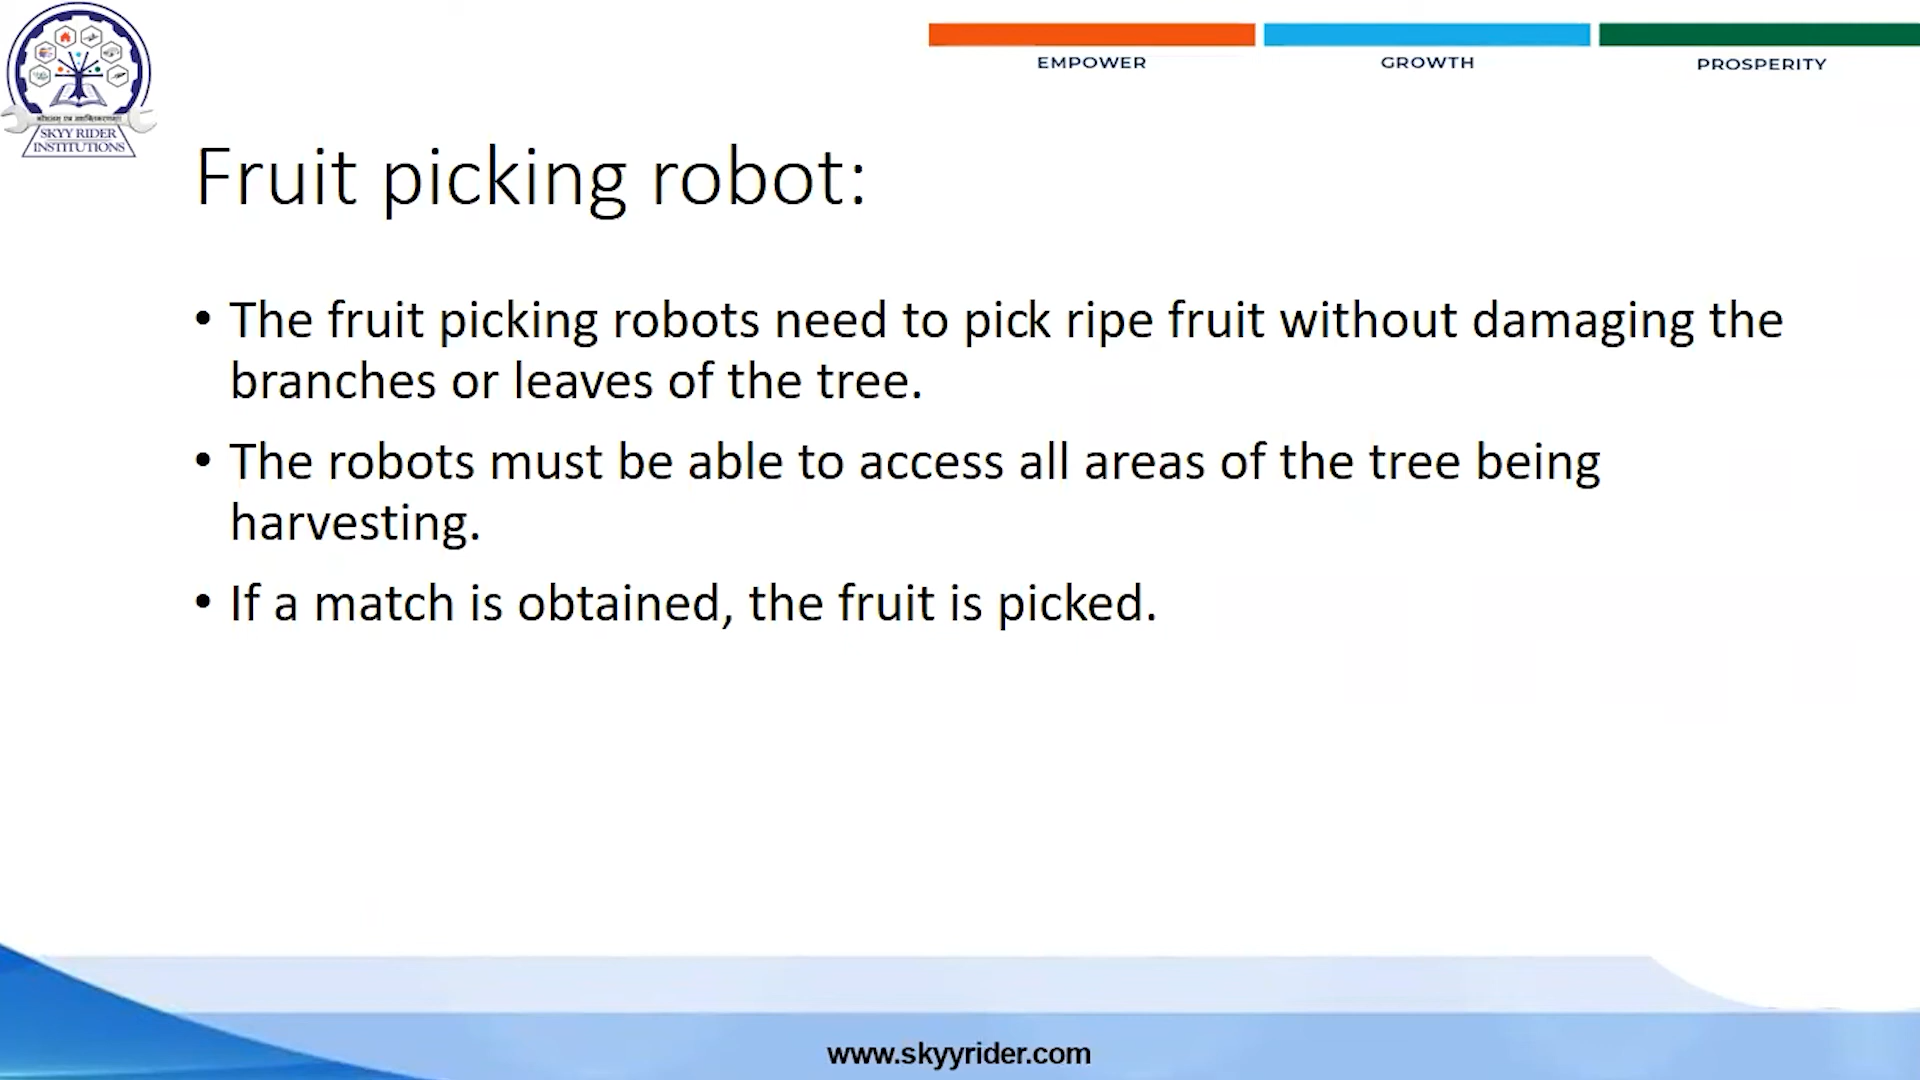 EMPOWER
GROWTH
PROSPERITY
SKYY RIDER
INSTITUTIONS
Fruit picking robot:
• The fruit picking robots need to pick ripe fruit without damaging the
branches or leaves of the tree.
• The robots must be able to access all areas of the tree being
harvesting.
• If a match is obtained, the fruit is picked.
www.skyyrider.com